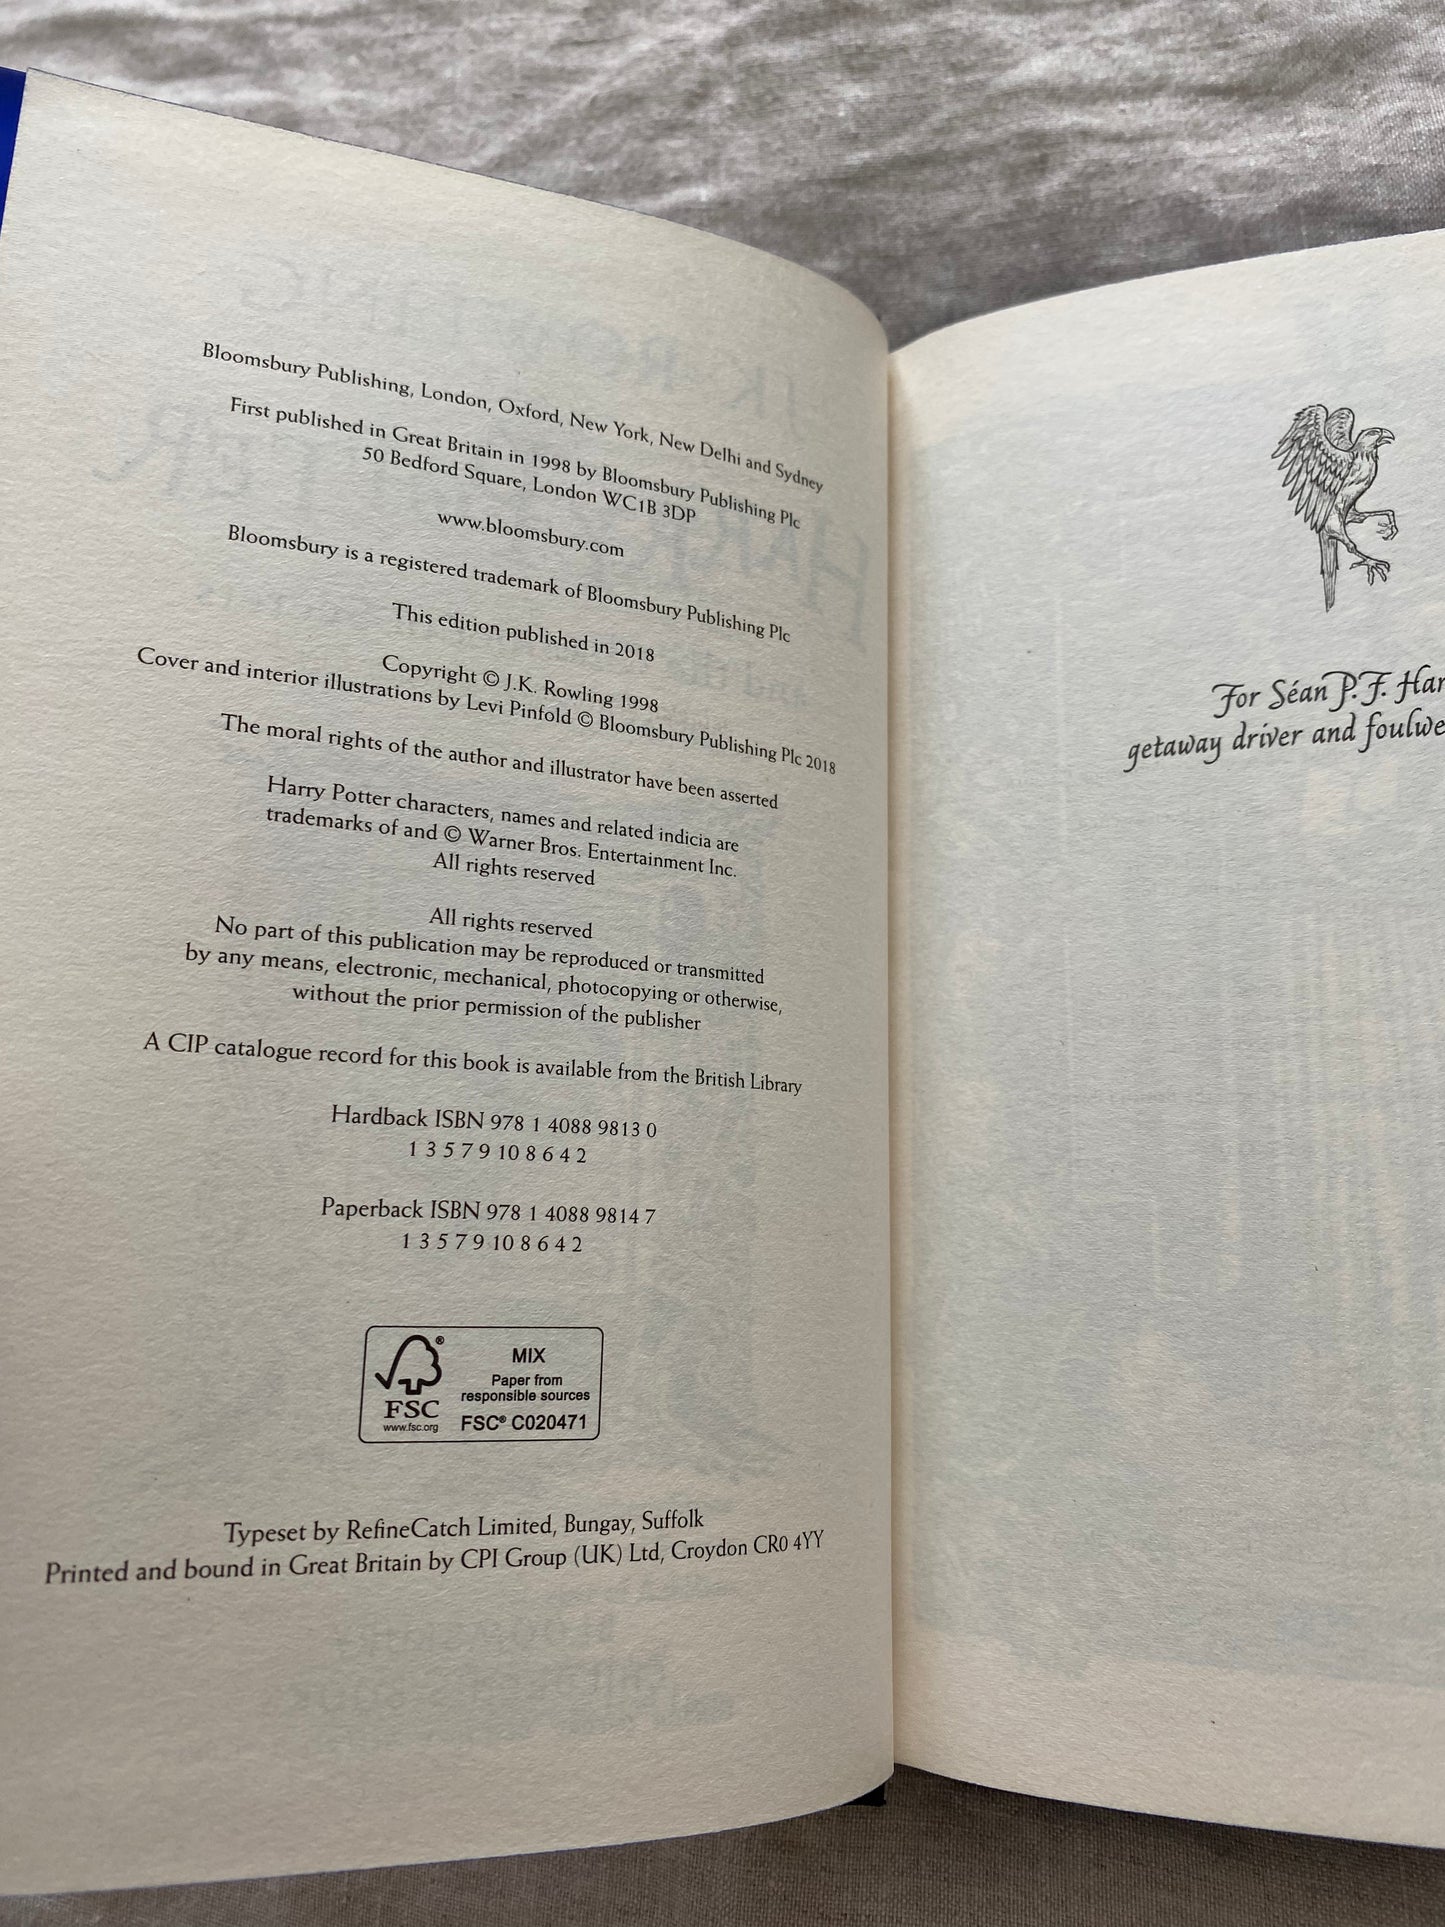 Bloomsbury Publishing, London, Oxford, New York, New Delhi and Sydney
First published in Great Britain in 1998 by Bloomsbury Publishing Plc
50 Bedford Square, London WC1B 3DP
www.bloomsbury.com
Bloomsbury is a registered trademark of Bloomsbury Publishing Plc
This edition published in 2018
Copyright © J.K. Rowling 1998
Cover and interior illustrations by Levi Pinfold © Bloomsbury Publishing Plc 2018
The moral rights of the author and illustrator have been asserted
Harry Potter characters, names and related indicia are
trademarks of and © Warner Bros. Entertainment Inc.
All rights reserved
All rights reserved
No part of this publication may be reproduced or transmitted
by any means, electronic, mechanical, photocopying or otherwise,
without the prior permission of the publisher
A CIP catalogue record for this book is available from the British Library
Hardback ISBN 978 1 4088 9813 0
1 3 5 7 9 10 8 6 4 2
Paperback ISBN 978 1 4088 9814 7
1 3 5 7 9 10 8 6 4 2
FSC®
www.fsc.org
MIX
Paper from
responsible sources
FSC® C020471
Typeset by RefineCatch Limited, Bungay, Suffolk
Printed and bound in Great Britain by CPI Group (UK) Ltd, Croydon CR0 4YY
For Séan P.F. Har
getaway driver and foulwe